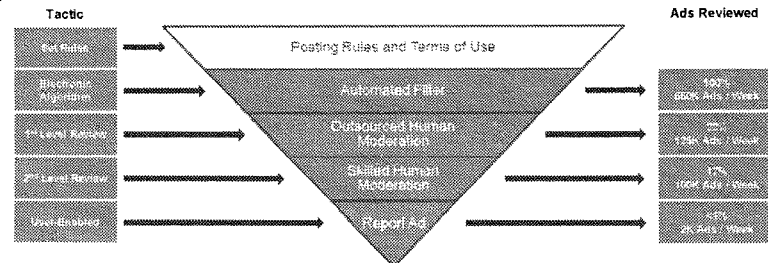 Tactic
Ads Reviewed
Set Rules
Posting Rules and Terms of Use
Electronic
Algorithm
Automated Filter
100%
Ads / Week
1st Level Review
Outsourced Human
Moderation
Ads / Week
2nd Level Review
Skilled Human
Moderation
17%
100K Ads / Week
User-Enabled
Report Ad
<1%
2K Ads / Week